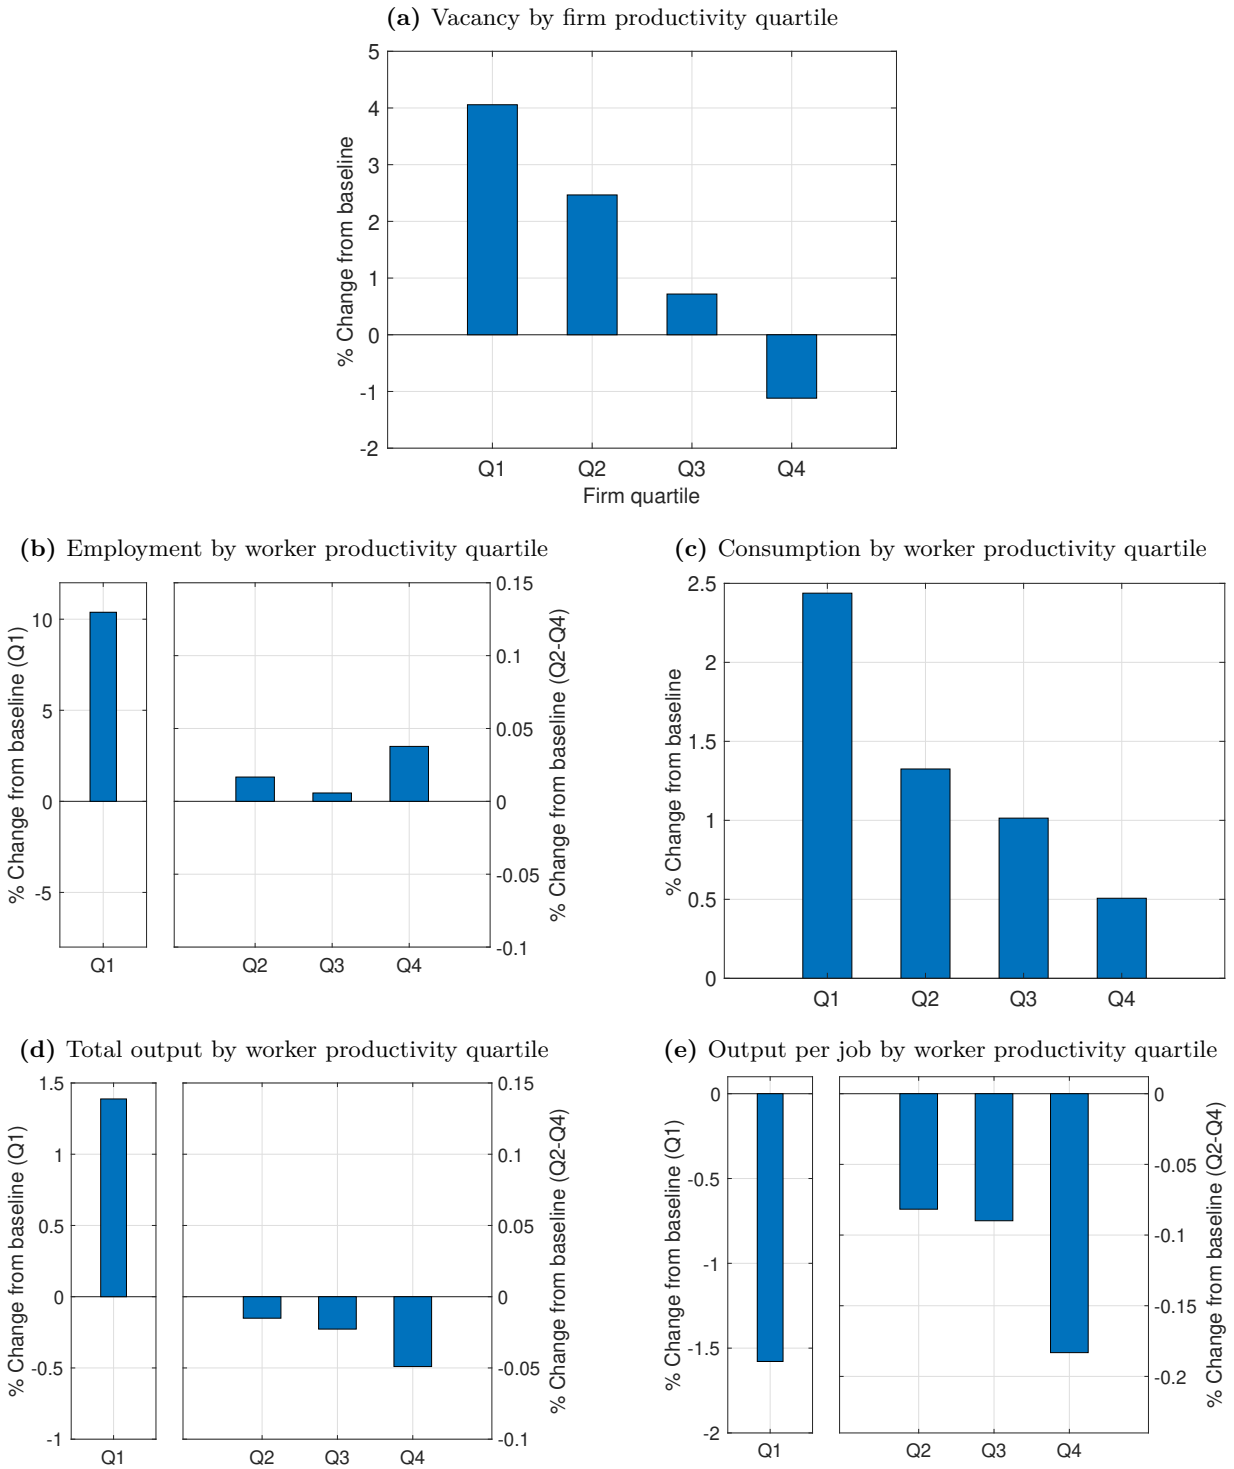 (a) Vacancy by firm productivity quartile
5
4
3
2
1
0
-1
-2
% Change from baseline
Q1 Q2 Q3 Q4
Firm quartile
(b) Employment by worker productivity quartile
% Change from baseline (Q1)
10
5
0
-5
Q1
Q2 Q3 Q4
0.15
0.1
0.05
0
-0.05
-0.1
% Change from baseline (Q2-Q4)
(c) Consumption by worker productivity quartile
% Change from baseline
2.5
2
1.5
1
0.5
0
Q1 Q2 Q3 Q4
(d) Total output by worker productivity quartile
% Change from baseline (Q1)
1.5
1
0.5
0
-0.5
-1
Q1
Q2 Q3 Q4
0.15
0.1
0.05
0
-0.05
-0.1
% Change from baseline (Q2-Q4)
(e) Output per job by worker productivity quartile
% Change from baseline (Q1)
0
-0.5
-1
-1.5
-2
Q1
Q2 Q3 Q4
0
-0.05
-0.1
-0.15
-0.2
% Change from baseline (Q2-Q4)